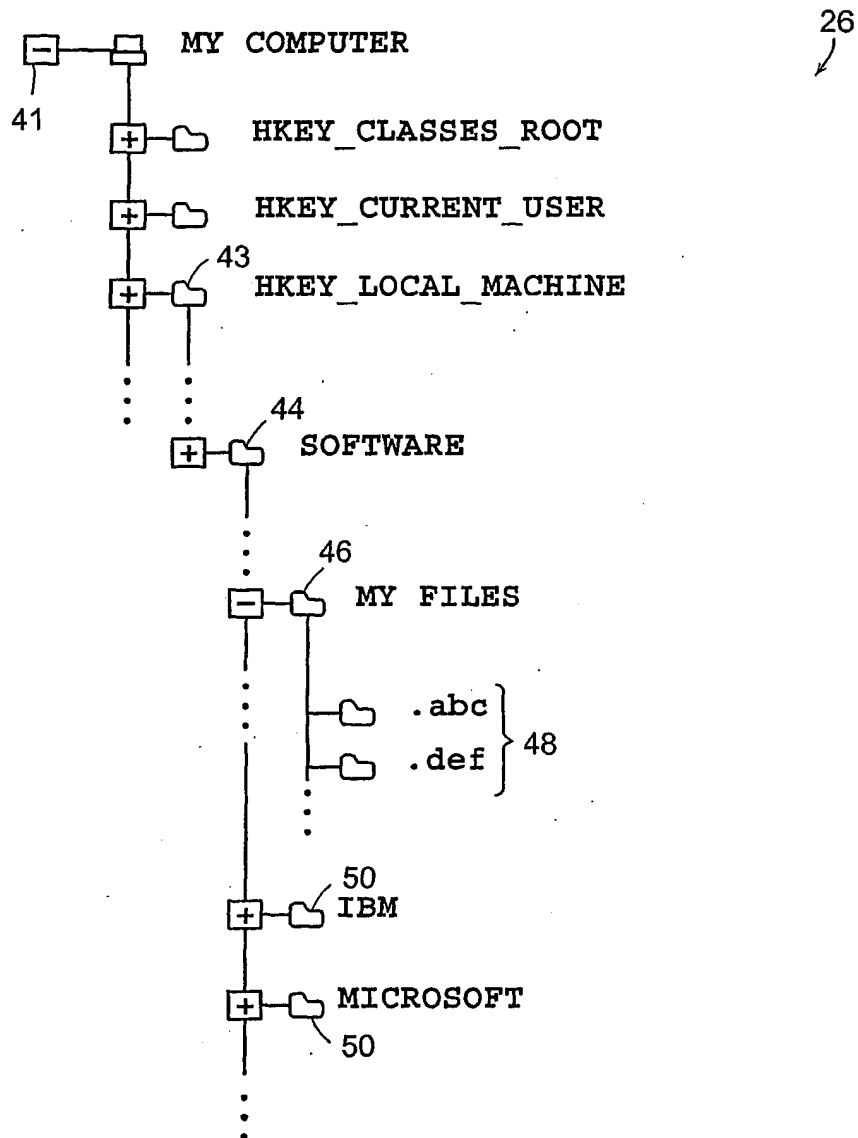 26
MY COMPUTER
41
HKEY_CLASSES_ROOT
HKEY_CURRENT_USER
43
HKEY_LOCAL_MACHINE
44
SOFTWARE
46
MY FILES
.abc
48
.def
50
IBM
MICROSOFT
50